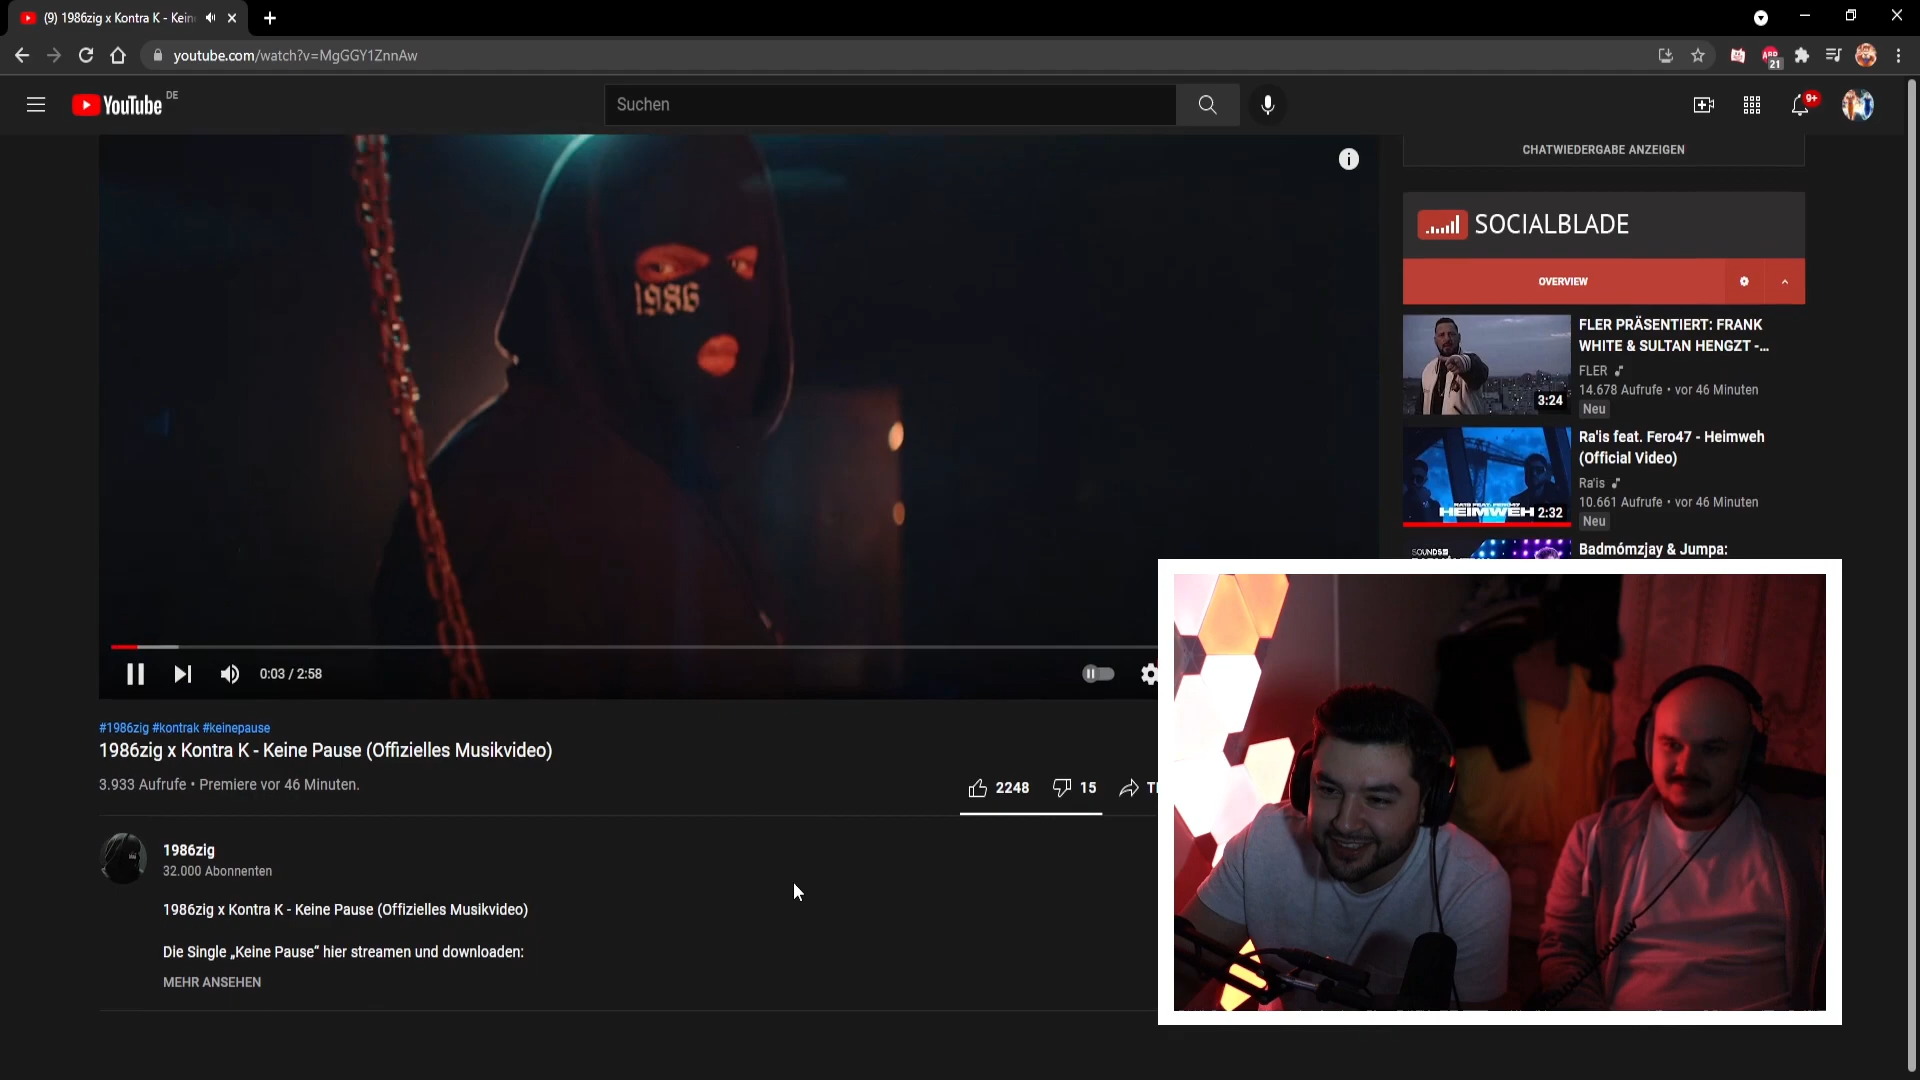 (9) 1986zig x Kontra K - Kein
youtube.com/watch?v=MgGGY1ZnnAw
21
YouTube DE
Suchen
9+
CHATWIEDERGABE ANZEIGEN
SOCIALBLADE
OVERVIEW
1986
FLER PRÄSENTIERT: FRANK
WHITE & SULTAN HENGZT -...
FLER
14.678 Aufrufe • vor 46 Minuten
3:24
Neu
Ra'is feat. Fero47 - Heimweh
(Official Video)
Ra'is
10.661 Aufrufe • vor 46 Minuten
HEIMWEH 2:32
Neu
Badmómzjay & Jumpa:
0:03 / 2:58
#1986zig #kontrak #keinepause
1986zig x Kontra K - Keine Pause (Offizielles Musikvideo)
3.933 Aufrufe • Premiere vor 46 Minuten.
2248
15
1986zig
32.000 Abonnenten
1986zig x Kontra K - Keine Pause (Offizielles Musikvideo)
Die Single „Keine Pause“ hier streamen und downloaden:
MEHR ANSEHEN